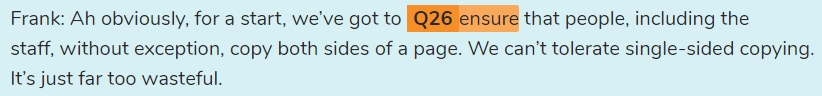 Frank: Ah obviously, for a start, we’ve got to Q26 ensure that people, including the
staff, without exception, copy both sides of a page. We can’t tolerate single-sided copying.
It’s just far too wasteful.